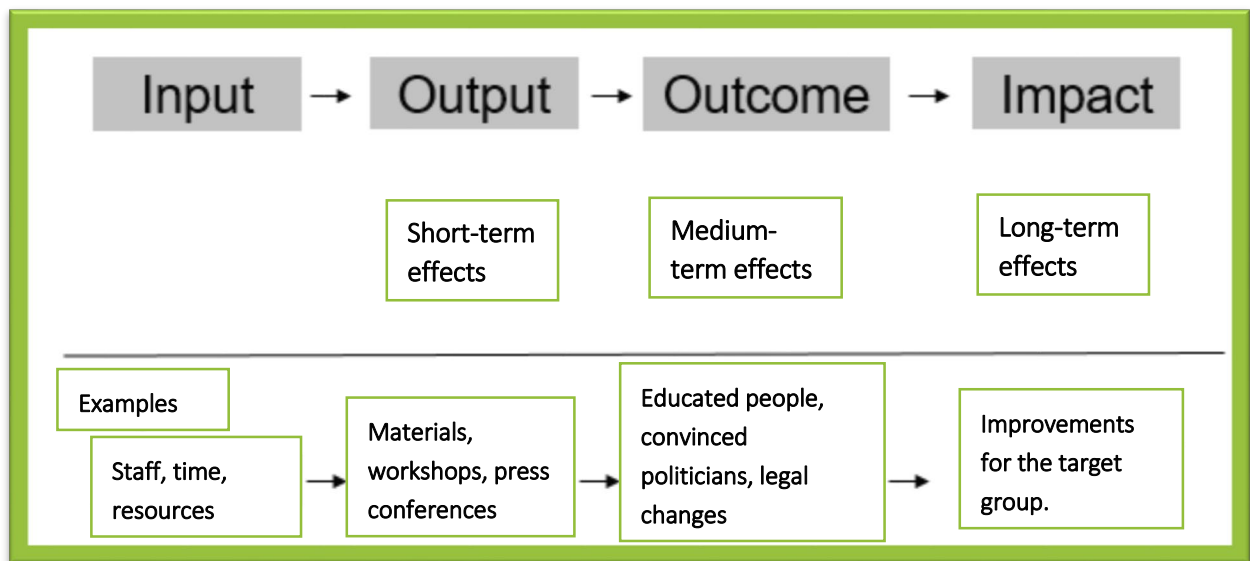 Input
Output
Outcome
Impact
Short-term
effects
Medium-
term effects
Long-term
effects
Examples
Staff, time,
resources
Materials,
workshops, press
conferences
Educated people,
convinced
politicians, legal
changes
Improvements
for the target
group.